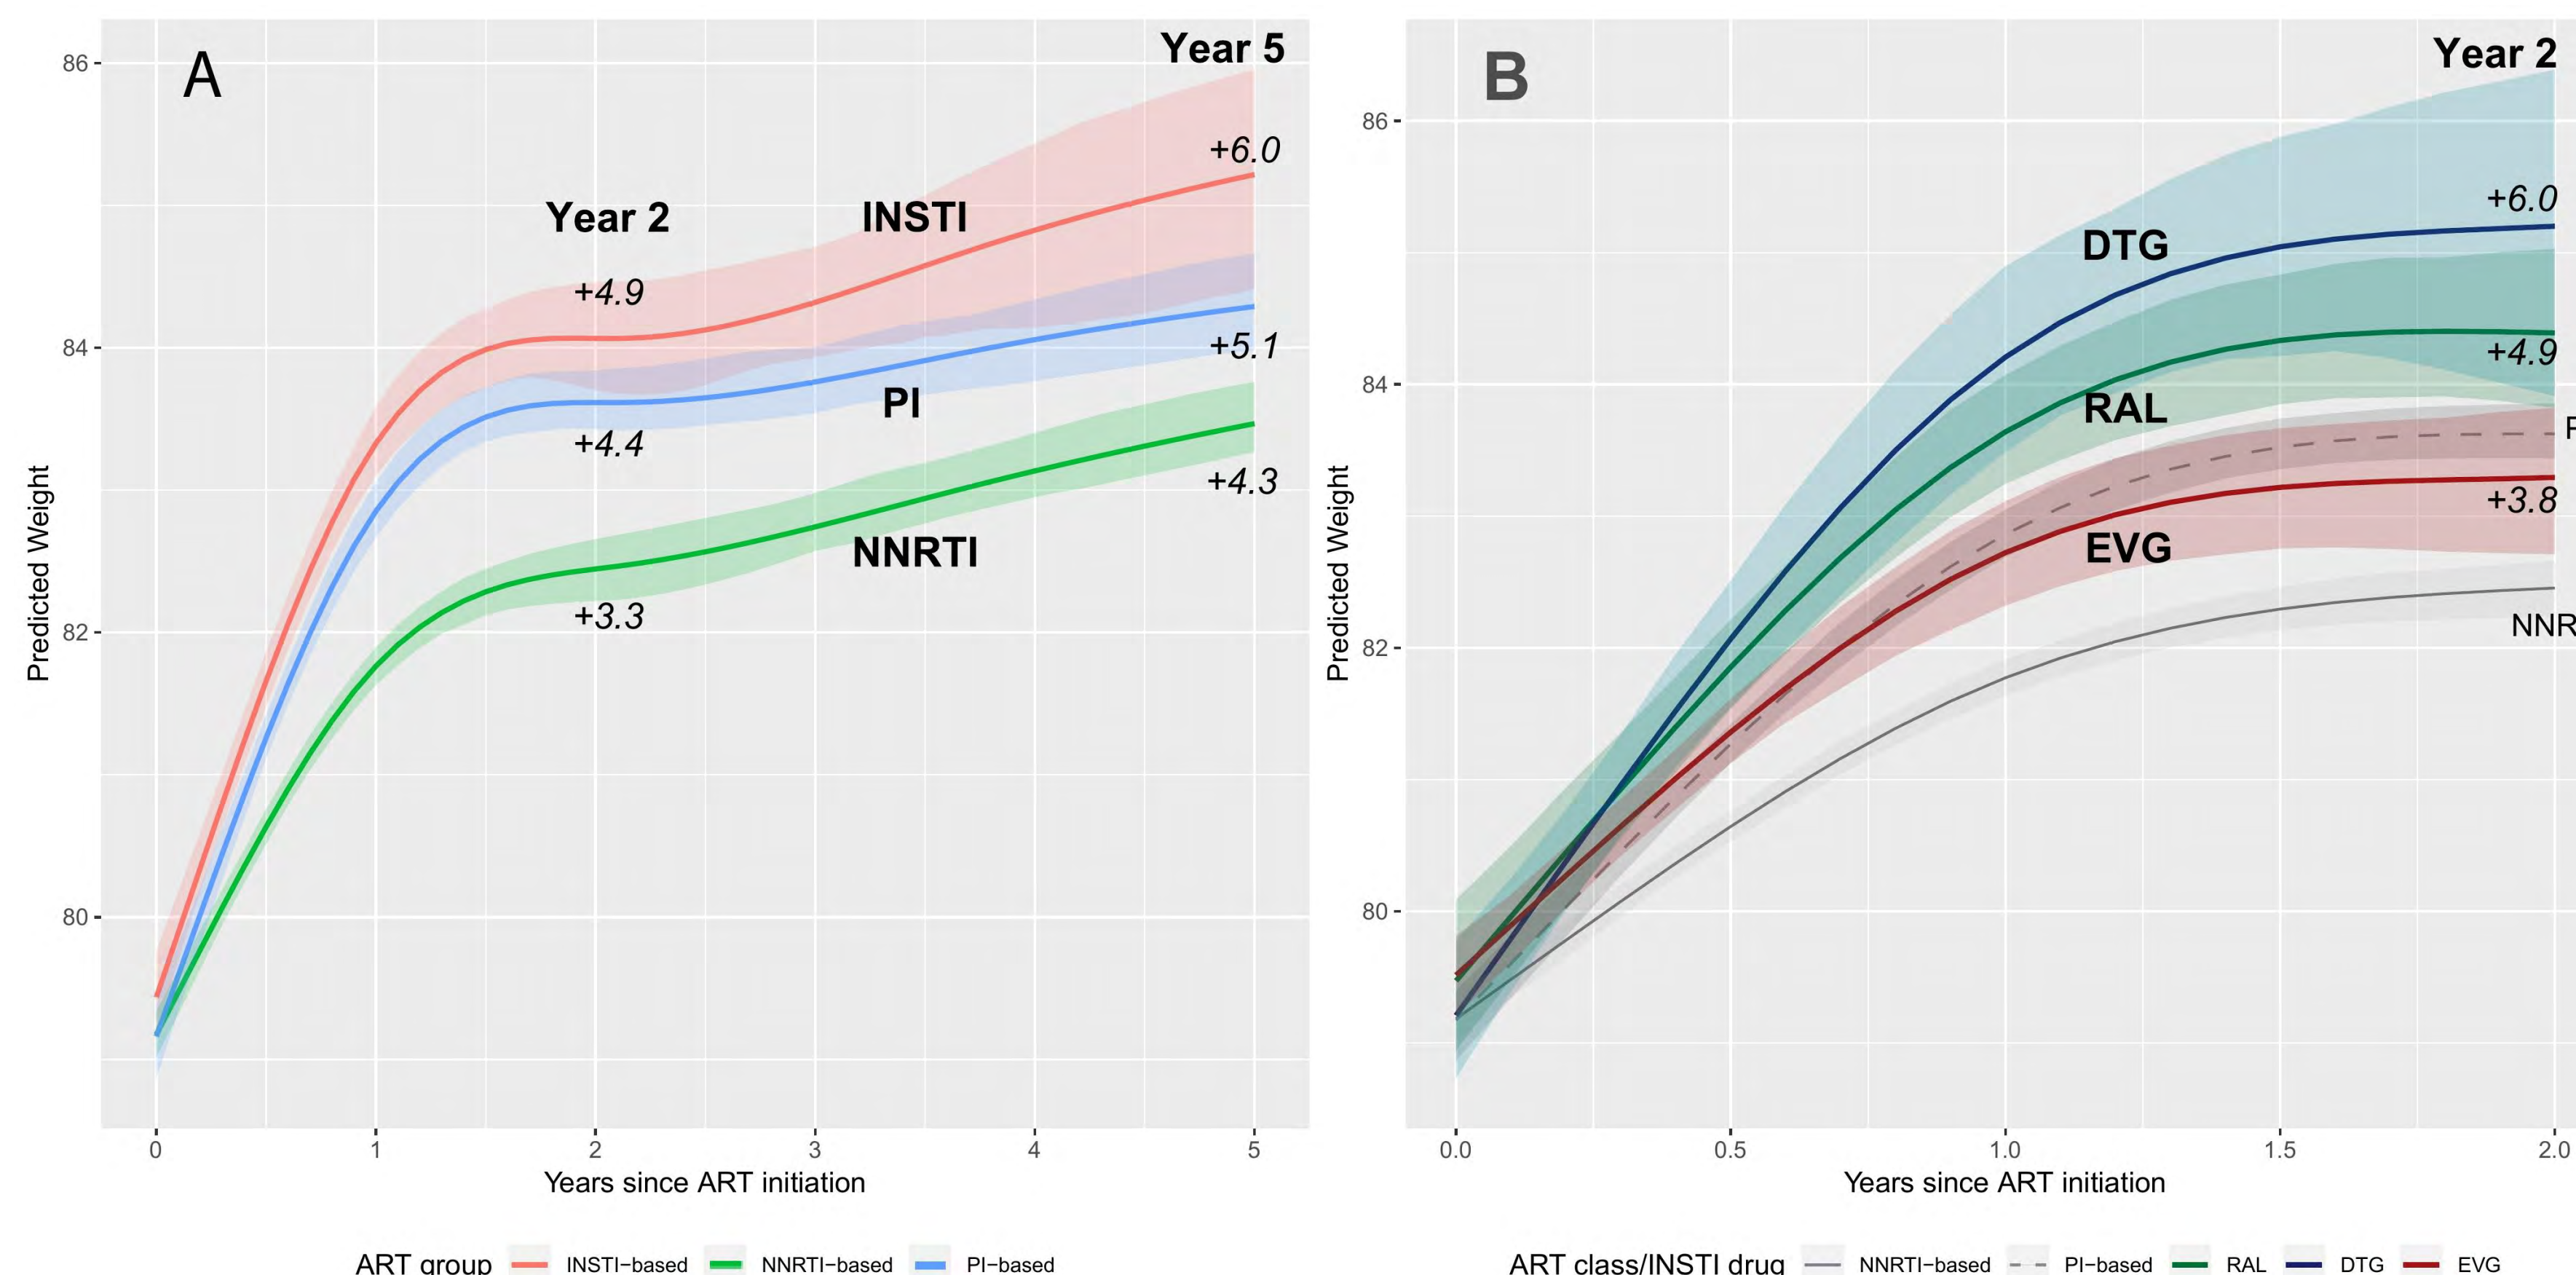 A
Year 5
86
+6.0
Year 2
INSTI
+4.9
+5.1
84
PI
+4.4
+4.3
NNRTI
+3.3
82
80
Predicted Weight
0 1 2 3 4 5
Years since ART initiation
ART group INSTI-based NNRTI-based PI-based
B
Year 2
86
+6.0
DTG
+4.9
84
RAL
+3.8
EVG
82
80
Predicted Weight
0.0 0.5 1.0 1.5 2.0
Years since ART initiation
ART class/INSTI drug NNRTI-based PI-based RAL DTG EVG